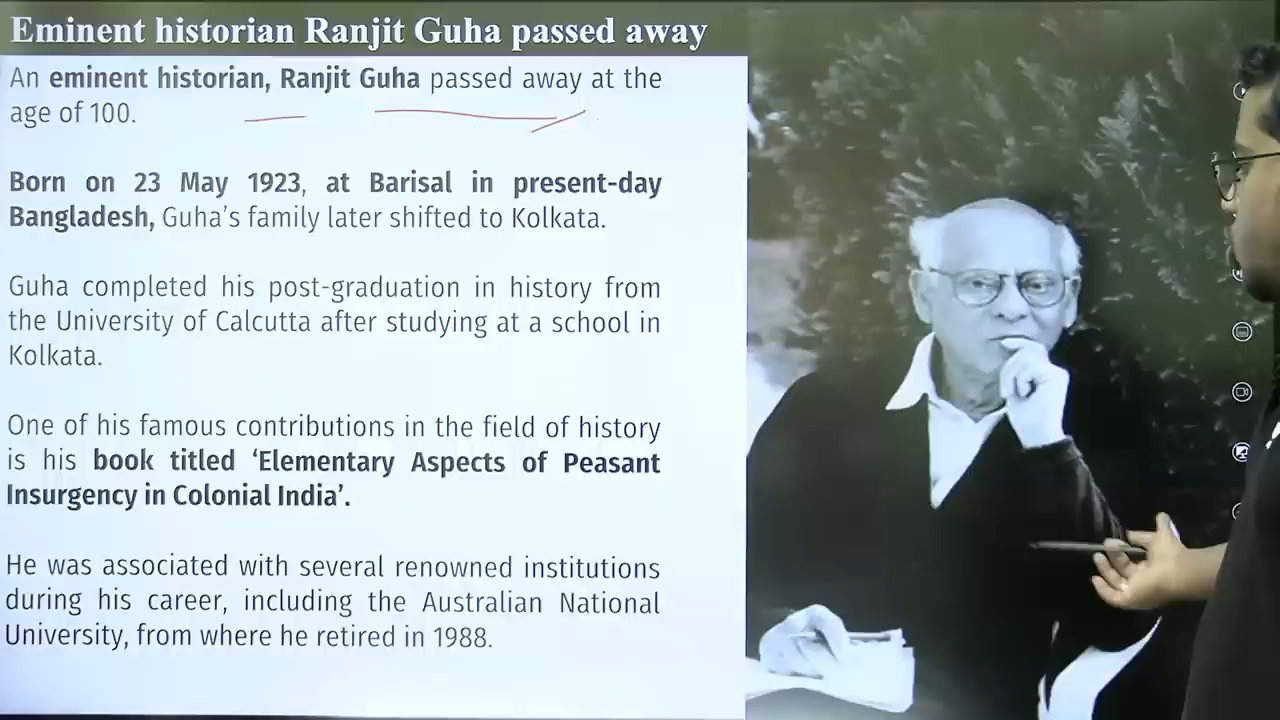 Eminent historian Ranjit Guha passed away
An eminent historian, Ranjit Guha passed away at the
age of 100.
Born on 23 May 1923, at Barisal in present-day
Bangladesh, Guha's family later shifted to Kolkata.
Guha completed his post-graduation in history from
the University of Calcutta after studying at a school in
Kolkata.
One of his famous contributions in the field of history
is his book titled ‘Elementary Aspects of Peasant
Insurgency in Colonial India’.
He was associated with several renowned institutions
during his career, including the Australian National
University, from where he retired in 1988.